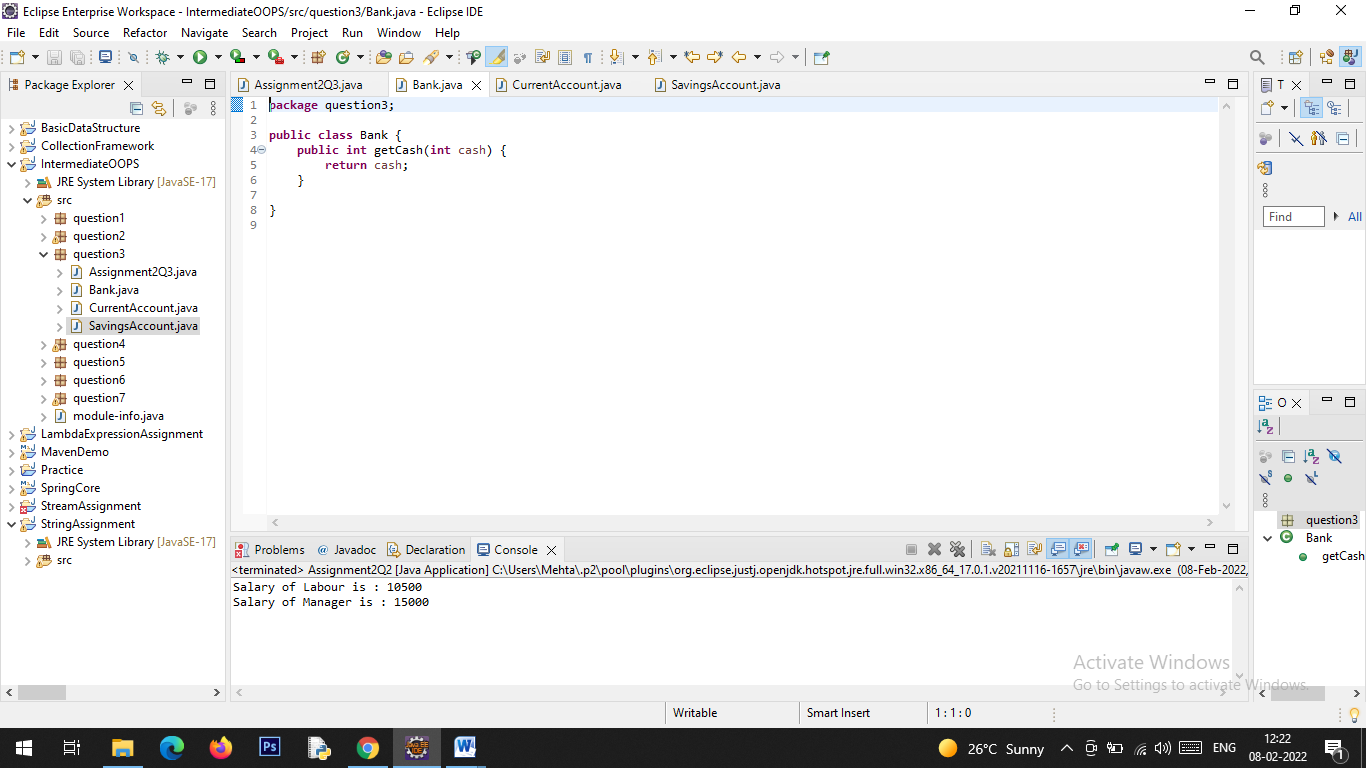 Eclipse Enterprise Workspace - IntermediateOOPS/src/question3/Bank.java - Eclipse IDE
File Edit Source Refactor Navigate Search Project Run Window Help
Package Explorer
BasicDataStructure
CollectionFramework
IntermediateOOPS
JRE System Library [JavaSE-17]
src
question1
question2
question3
Assignment2Q3.java
Bank.java
CurrentAccount.java
SavingsAccount.java
question4
question5
question6
question7
module-info.java
LambdaExpressionAssignment
MavenDemo
Practice
SpringCore
StreamAssignment
StringAssignment
JRE System Library [JavaSE-17]
src
Assignment2Q3.java Bank.java CurrentAccount.java SavingsAccount.java
1 package question3;
2
3 public class Bank {
4 public int getCash(int cash) {
5 return cash;
6 }
7
8 }
9
Problems @ Javadoc Declaration Console
<terminated> Assignment2Q2 [Java Application] C:\Users\Mehta\.p2\pool\plugins\org.eclipse.justj.openjdk.hotspot.jre.full.win32.x86_64_17.0.1.v20211116-1657\jre\bin\javaw.exe (08-Feb-2022,
Salary of Labour is : 10500
Salary of Manager is : 15000
T
Find All
O
question3
Bank
getCash
Activate Windows
Go to Settings to activate Windows.
Writable Smart Insert 1 : 1 : 0
Ps
W
26°C Sunny
ENG
12:22
08-02-2022
1